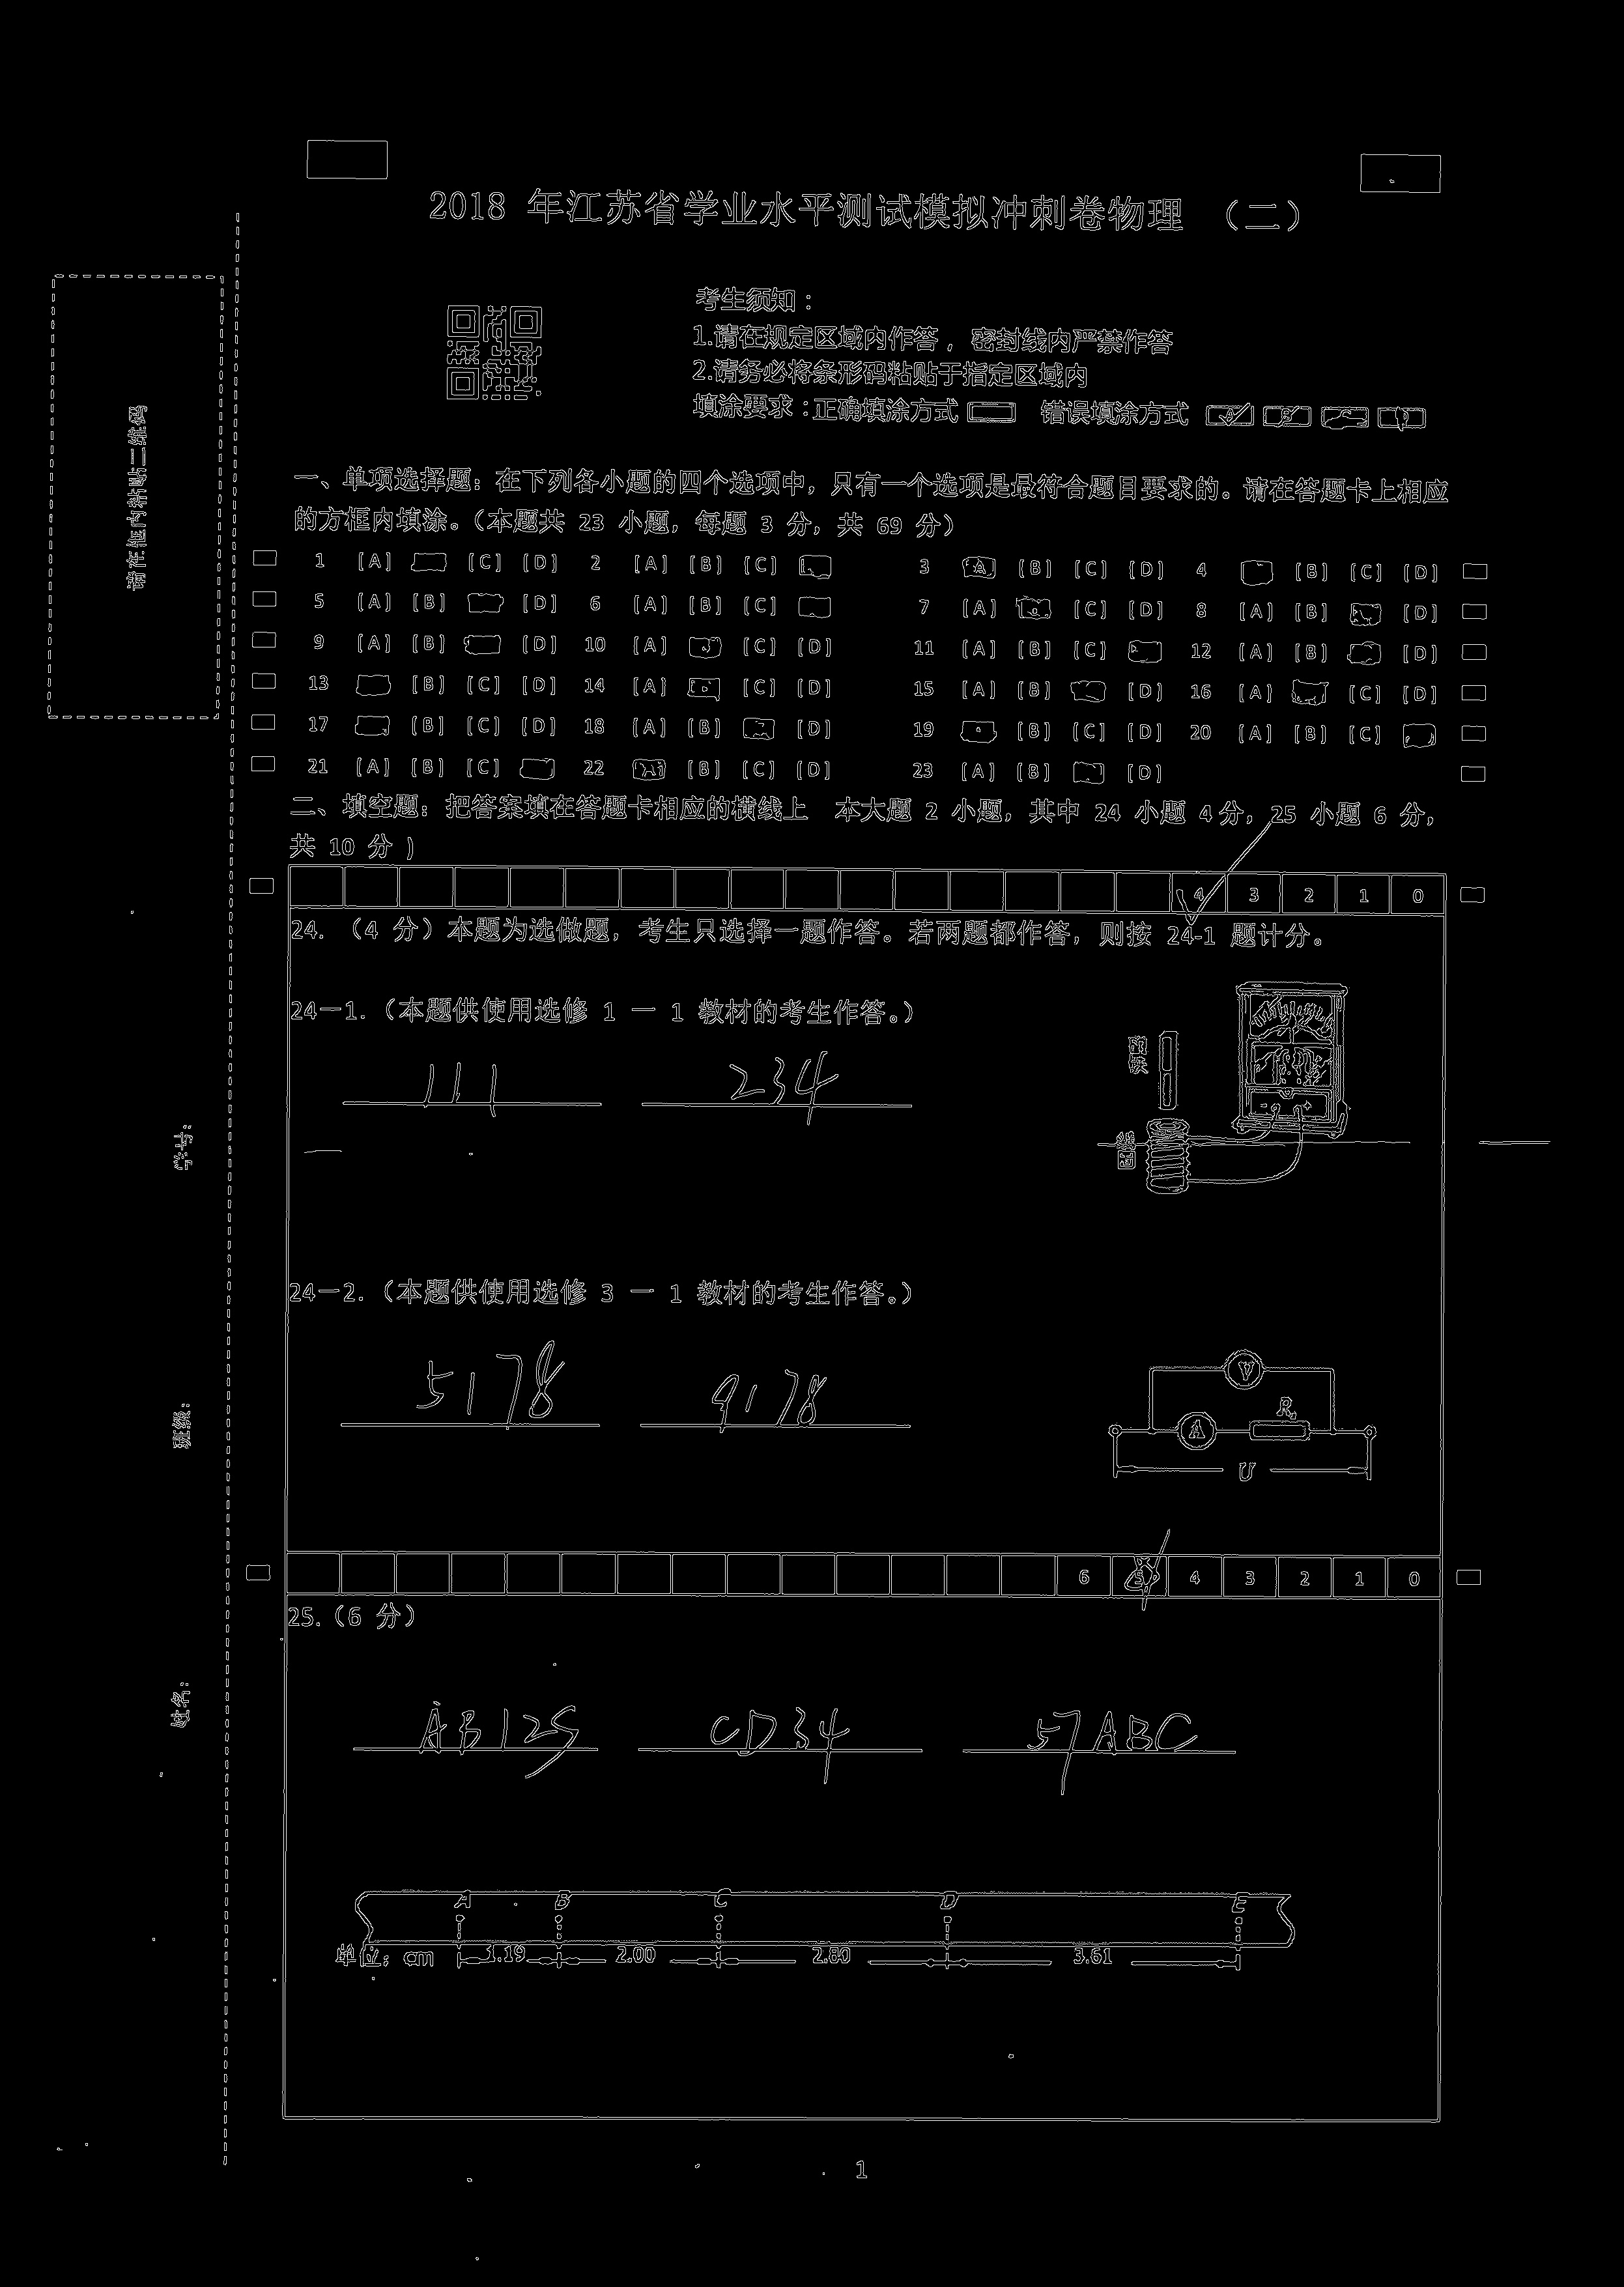 2018 年江苏省学业水平测试模拟冲刺卷物理 （二）
考生须知：
1.请在规定区域内作答，密封线内严禁作答
2.请务必将条形码粘贴于指定区域内
填涂要求：正确填涂方式 错误填涂方式
请在框内粘贴二维码
一、单项选择题：在下列各小题的四个选项中，只有一个选项是最符合题目要求的。请在答题卡上相应
的方框内填涂。（本题共 23 小题，每题 3 分，共 69 分）
1 [A] [C] [D] 2 [A] [B] [C] 3 [A] [B] [C] [D] 4 [B] [C] [D]
5 [A] [B] [D] 6 [A] [B] [C] 7 [A] [C] [D] 8 [A] [B] [D]
9 [A] [B] [D] 10 [A] [C] [D] 11 [A] [B] [C] 12 [A] [B] [D]
13 [B] [C] [D] 14 [A] [C] [D] 15 [A] [B] [D] 16 [A] [C] [D]
17 [B] [C] [D] 18 [A] [B] [D] 19 [B] [C] [D] 20 [A] [B] [C]
21 [A] [B] [C] 22 [B] [C] [D] 23 [A] [B] [D]
二、填空题：把答案填在答题卡相应的横线上 本大题 2 小题，其中 24 小题 4分，25 小题 6 分，
共 10 分 )
4 3 2 1 0
24. （4 分）本题为选做题，考生只选择一题作答。若两题都作答，则按 24-1 题计分。
24－1.（本题供使用选修 1 一 1 教材的考生作答。）
111 234
磁铁
线圈
学号：
24－2.（本题供使用选修 3 一 1 教材的考生作答。）
5178 9178
V
A
U
班级：
6 5 4 3 2 1 0
25.（6 分）
姓名：
AB125 CD34 57ABC
A B C D E
单位：cm 1.19 2.00 2.80 3.61
1